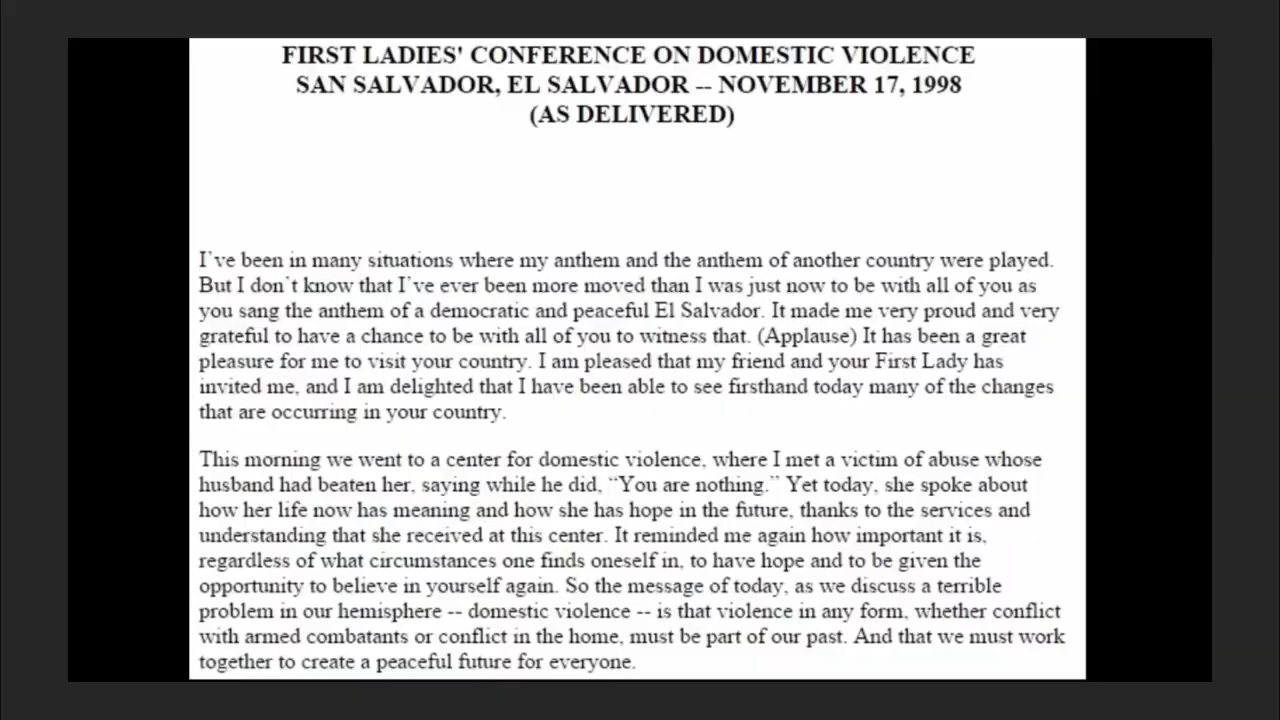 FIRST LADIES' CONFERENCE ON DOMESTIC VIOLENCE
SAN SALVADOR, EL SALVADOR -- NOVEMBER 17, 1998
(AS DELIVERED)
I've been in many situations where my anthem and the anthem of another country were played.
But I don't know that I've ever been more moved than I was just now to be with all of you as
you sang the anthem of a democratic and peaceful El Salvador. It made me very proud and very
grateful to have a chance to be with all of you to witness that. (Applause) It has been a great
pleasure for me to visit your country. I am pleased that my friend and your First Lady has
invited me, and I am delighted that I have been able to see firsthand today many of the changes
that are occurring in your country.
This morning we went to a center for domestic violence, where I met a victim of abuse whose
husband had beaten her, saying while he did, “You are nothing.” Yet today, she spoke about
how her life now has meaning and how she has hope in the future, thanks to the services and
understanding that she received at this center. It reminded me again how important it is,
regardless of what circumstances one finds oneself in, to have hope and to be given the
opportunity to believe in yourself again. So the message of today, as we discuss a terrible
problem in our hemisphere -- domestic violence -- is that violence in any form, whether conflict
with armed combatants or conflict in the home, must be part of our past. And that we must work
together to create a peaceful future for everyone.